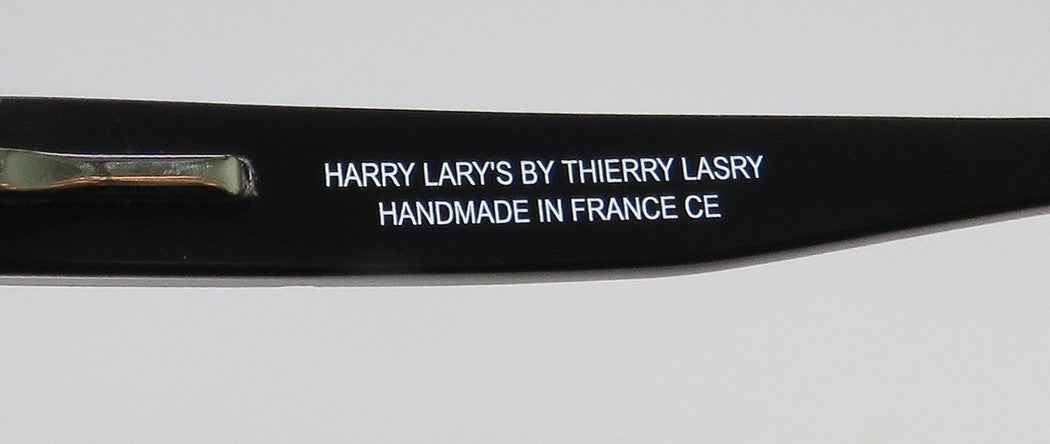 HARRY LARY'S BY THIERRY LASRY
HANDMADE IN FRANCE CE